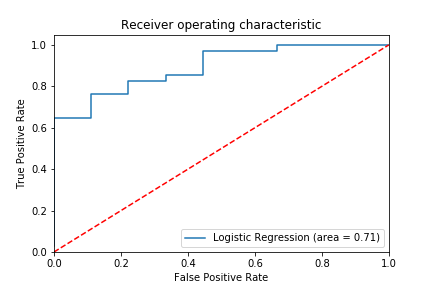 Receiver operating characteristic
1.0
0.8
0.6
0.4
0.2
0.0
True Positive Rate
Logistic Regression (area = 0.71)
0.0 0.2 0.4 0.6 0.8 1.0
False Positive Rate